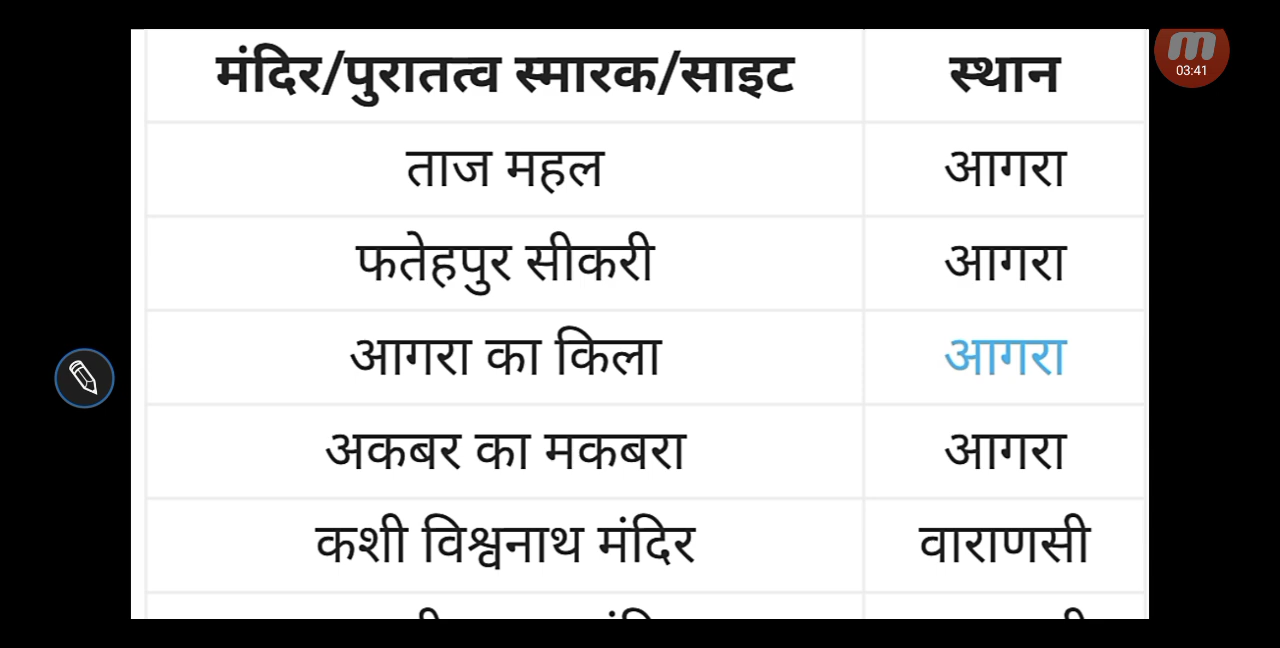 मंदिर/पुरातत्व स्मारक/साइट स्थान
03:41
ताज महल आगरा
फतेहपुर सीकरी आगरा
आगरा का किला आगरा
अकबर का मकबरा आगरा
कशी विश्वनाथ मंदिर वाराणसी